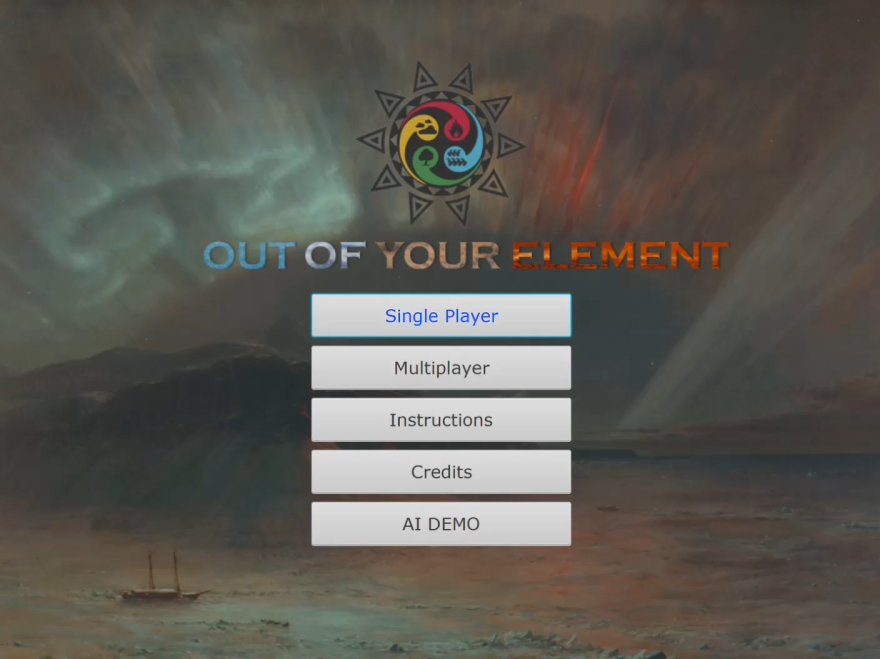 OUT OF YOUR ELEMENT
Single Player
Multiplayer
Instructions
Credits
AI DEMO